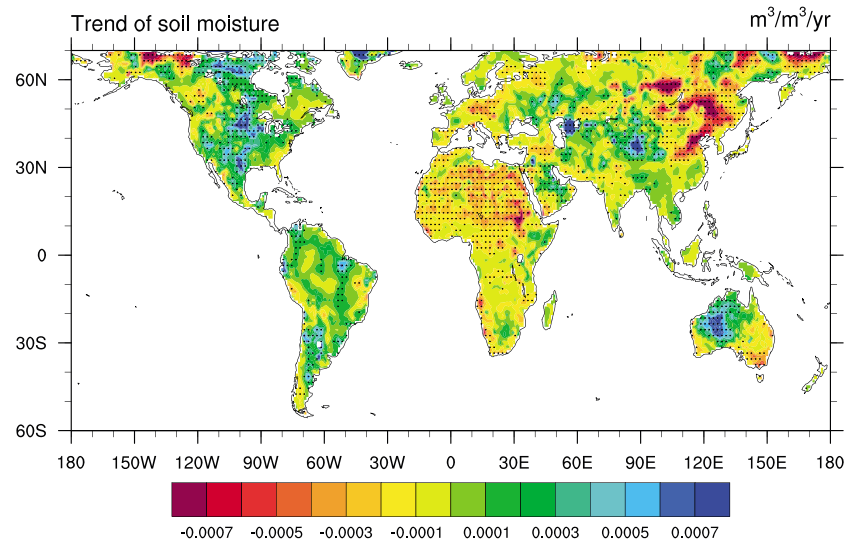 Trend of soil moisture
m³/m³/yr
60N
30N
0
30S
60S
180 150W 120W 90W 60W 30W 0 30E 60E 90E 120E 150E 180
-0.0007 -0.0005 -0.0003 -0.0001 0.0001 0.0003 0.0005 0.0007